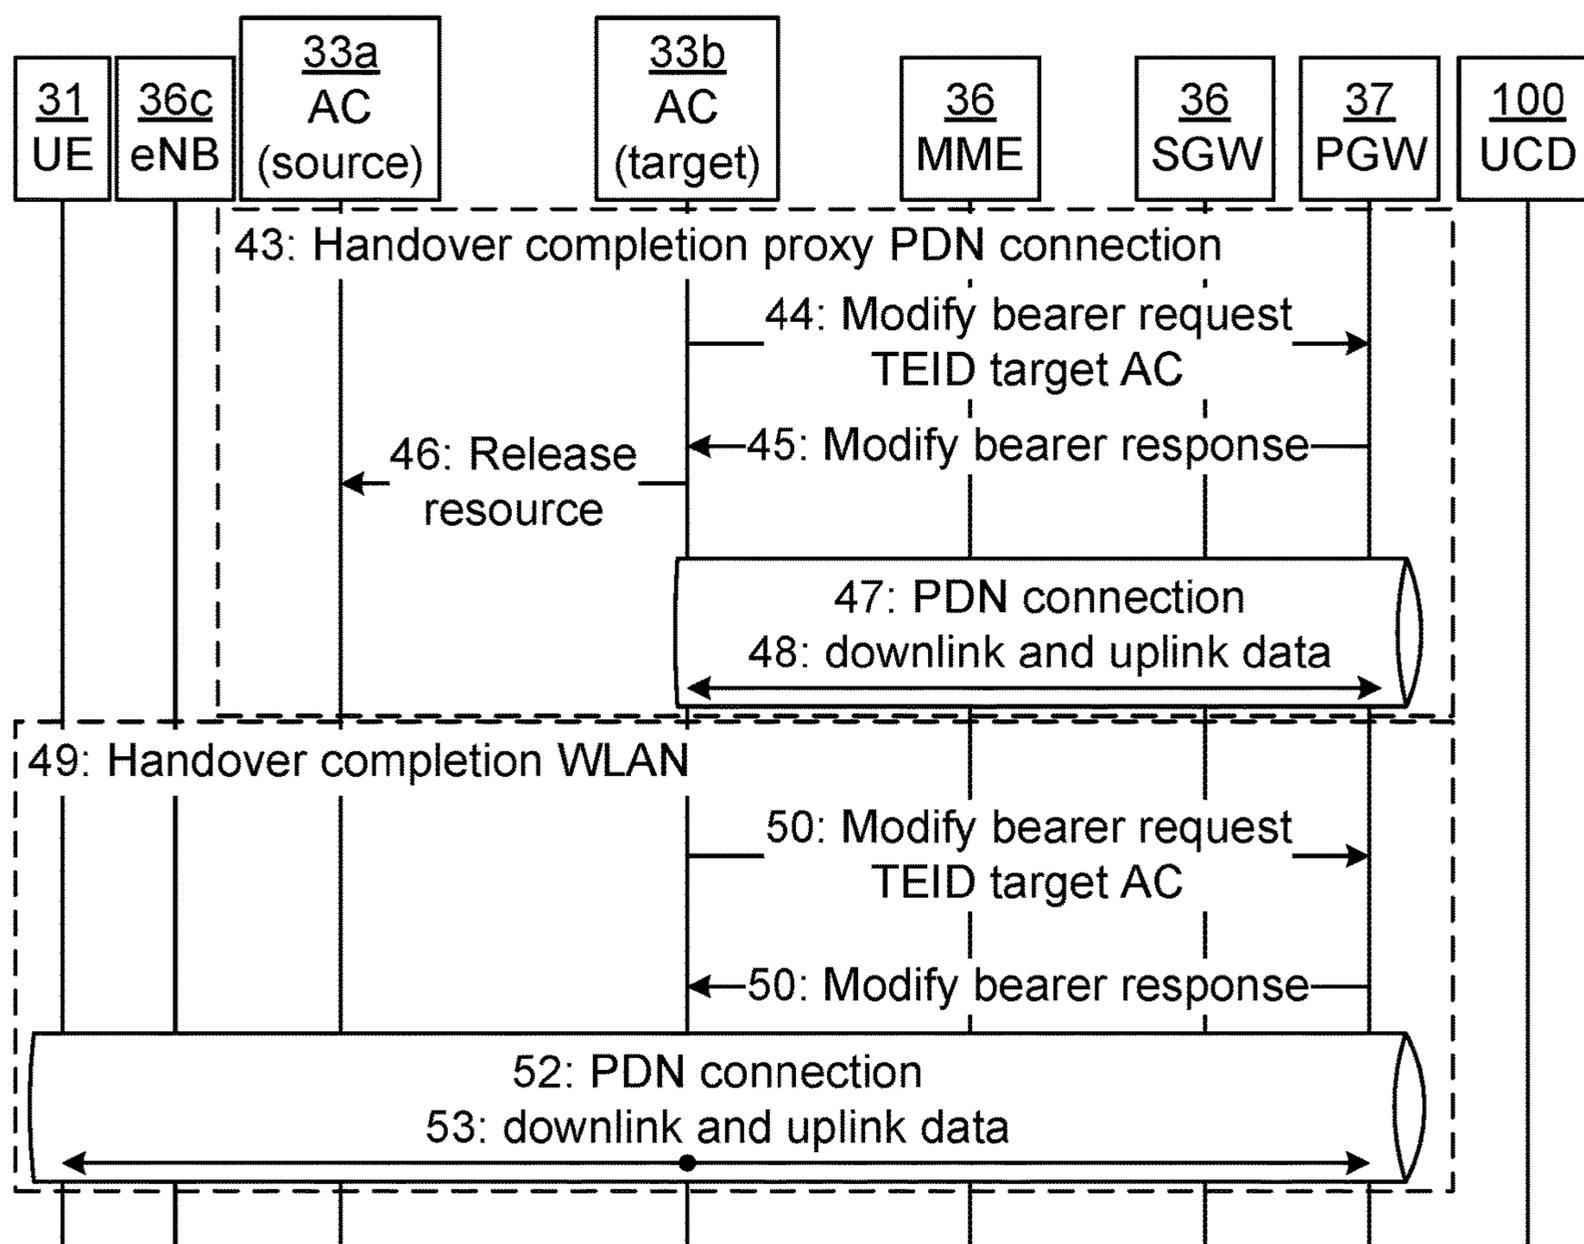 31
UE
36c
eNB
33a
AC
(source)
33b
AC
(target)
36
MME
36
SGW
37
PGW
100
UCD
43: Handover completion proxy PDN connection
44: Modify bearer request
TEID target AC
45: Modify bearer response
46: Release
resource
47: PDN connection
48: downlink and uplink data
49: Handover completion WLAN
50: Modify bearer request
TEID target AC
50: Modify bearer response
52: PDN connection
53: downlink and uplink data